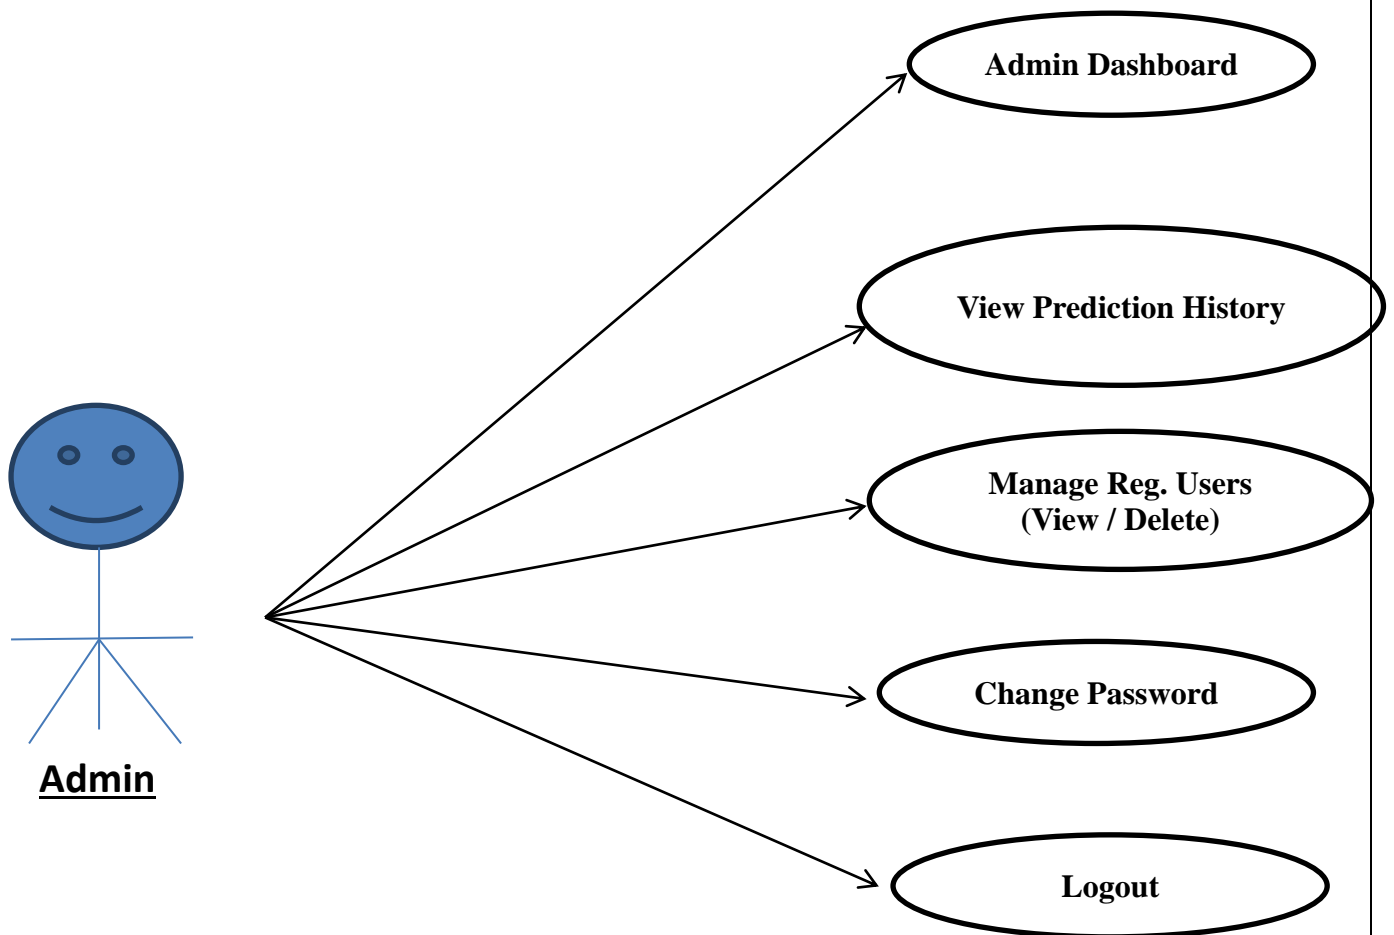 Admin Dashboard
View Prediction History
Manage Reg. Users
(View / Delete)
Change Password
Admin
Logout